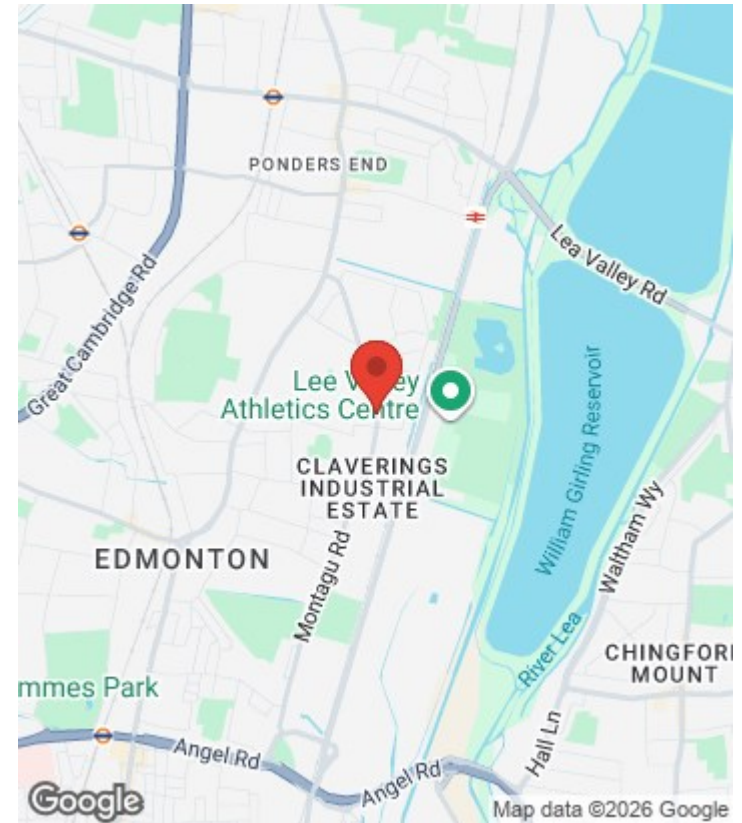 PONDERS END
Lea Valley Rd
Great Cambridge Rd
Lee V lley
Athletics Centre
William Girling Reservoir
CLAVERINGS
INDUSTRIAL
ESTATE
Waltham Wy
EDMONTON
Montagu Rd
River Lea
CHINGFORD
MOUNT
mmes Park
Hall Ln
Angel Rd
Angel Rd
Google
Map data ©2026 Google